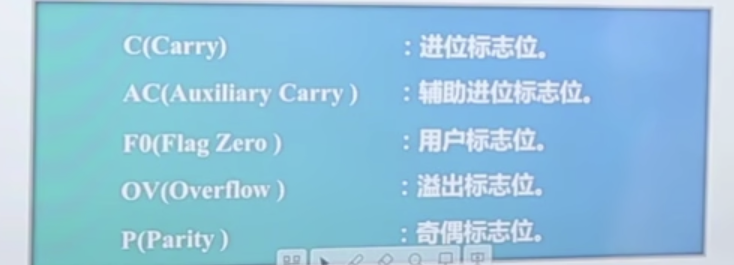 C(Carry) ：进位标志位。
AC(Auxiliary Carry ) ：辅助进位标志位。
F0(Flag Zero ) ：用户标志位。
OV(Overflow ) ：溢出标志位。
P(Parity ) ：奇偶标志位。